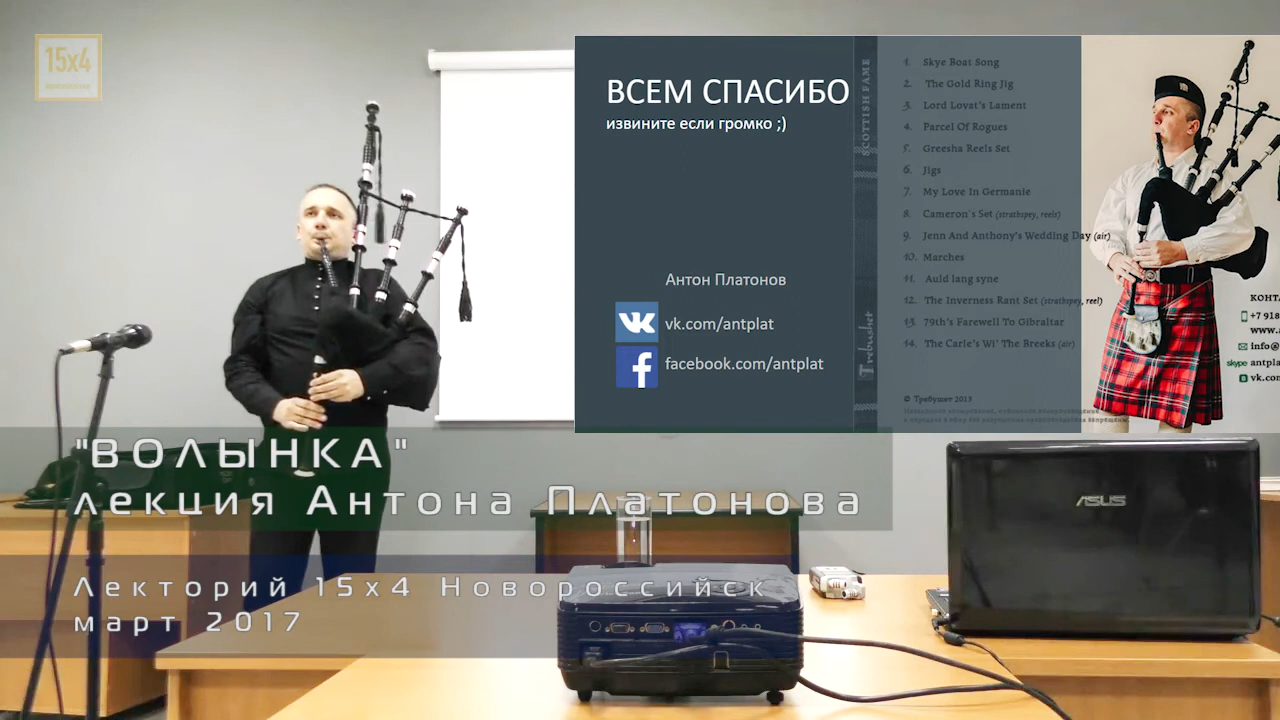 15x4
ВСЕМ СПАСИБО
извините если громко ;)
Антон Платонов
vk.com/antplat
facebook.com/antplat
SCOTTISH FAME
Trebushet
1. Skye Boat Song
2. The Gold Ring Jig
3. Lord Lovat's Lament
4. Parcel Of Rogues
5. Greesha Reels Set
6. Jigs
7. My Love In Germanie
8. Cameron's Set (strathspey, reels)
9. Jenn And Anthony's Wedding Day (air)
10. Marches
11. Auld lang syne
12. The Inverness Rant Set (strathspey, reel)
13. 79th's Farewell To Gibraltar
14. The Carle's Wi' The Breeks (air)
© Требушет 2013
КОНТА
+7 918
www.a
info@
skype antpla
vk.com
"ВОЛЫНКА"
лекция Антона Платонова
Лекторий 15x4 Новороссийск
март 2017
ASUS